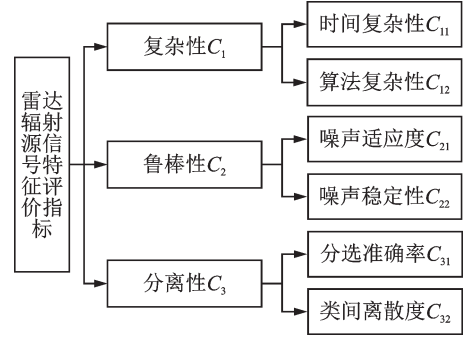 雷达
辐射
源信
号特
征评
价指
标
复杂性C₁
鲁棒性C₂
分离性C₃
时间复杂性C₁₁
算法复杂性C₁₂
噪声适应度C₂₁
噪声稳定性C₂₂
分选准确率C₃₁
类间离散度C₃₂